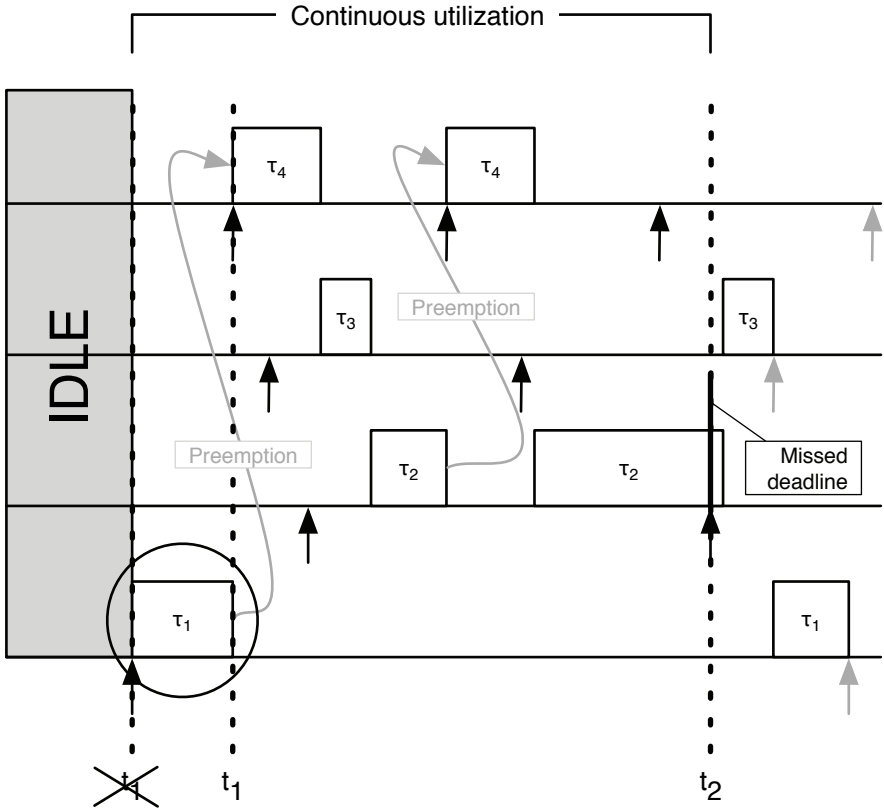 Continuous utilization
IDLE
τ4
τ4
τ3
Preemption
τ3
Preemption
τ2
τ2
Missed
deadline
τ1
τ1
t1
t1
t2